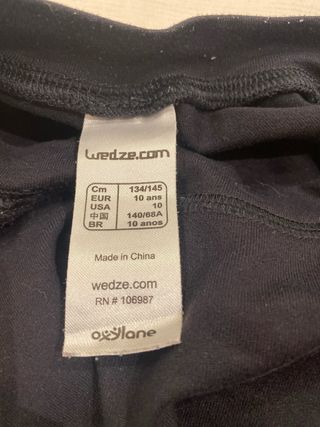 wedze.com
Cm 134/145
EUR 10 ans
USA 10
中国 140/68A
BR 10 anos
Made in China
wedze.com
RN # 106987
oxylane